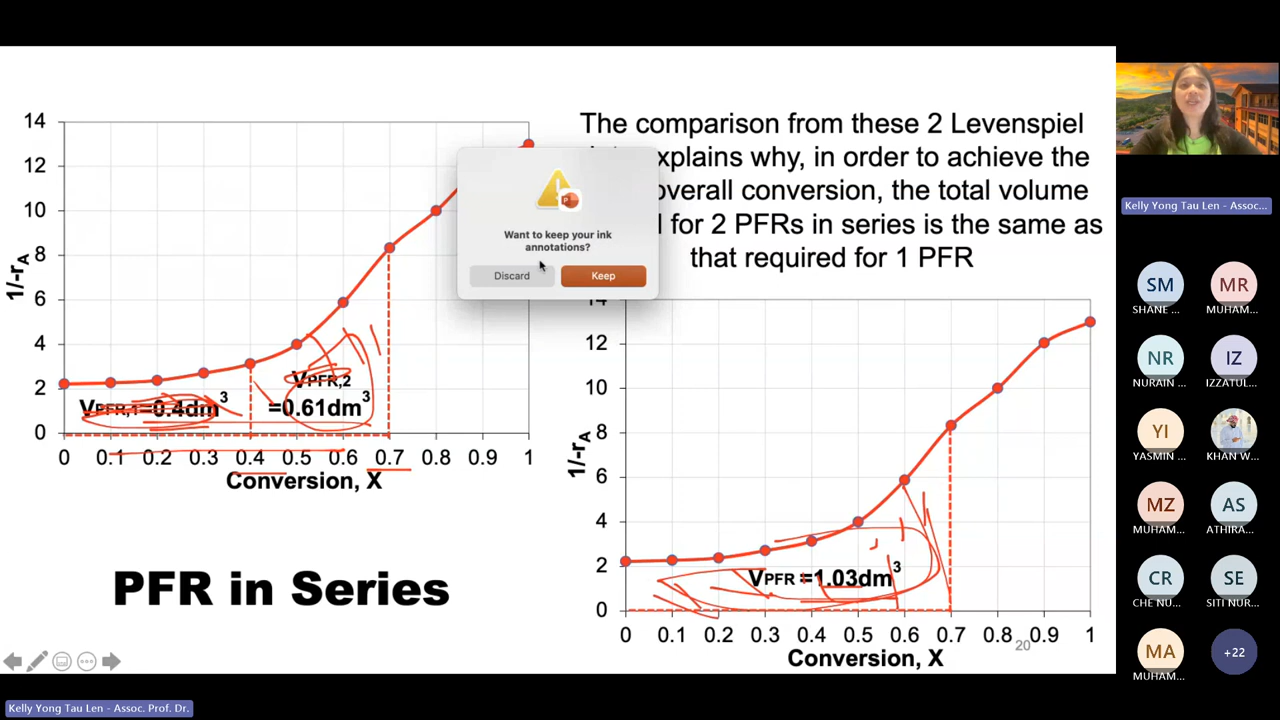 The comparison from these 2 Levenspiel
explains why, in order to achieve the
overall conversion, the total volume
for 2 PFRs in series is the same as
that required for 1 PFR
Want to keep your ink
annotations?
Discard
Keep
14
12
10
8
6
4
2
0
1/-rA
VPFR,1=0.4dm3
VPFR,2
=0.61dm3
0 0.1 0.2 0.3 0.4 0.5 0.6 0.7 0.8 0.9 1
Conversion, X
14
12
10
8
6
4
2
0
1/-rA
VPFR =1.03dm3
0 0.1 0.2 0.3 0.4 0.5 0.6 0.7 0.8 0.9 1
Conversion, X
20
PFR in Series
Kelly Yong Tau Len - Assoc. Prof. Dr.
Kelly Yong Tau Len - Assoc...
SM
SHANE ...
MR
MUHAM...
NR
NURAIN ...
IZ
IZZATUL...
YI
YASMIN ...
KHAN W...
MZ
MUHAM...
AS
ATHIRA...
CR
CHE NU...
SE
SITI NUR...
MA
MUHAM...
+22